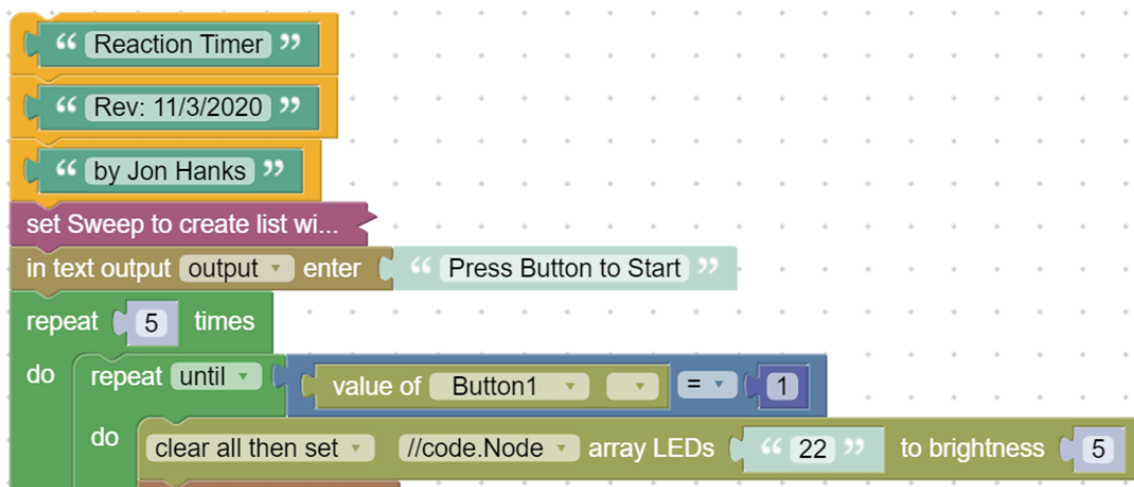 “ Reaction Timer ”
“ Rev: 11/3/2020 ”
“ by Jon Hanks ”
set Sweep to create list wi...
in text output output enter “ Press Button to Start ”
repeat 5 times
do repeat until value of Button1 = 1
do clear all then set //code.Node array LEDs “ 22 ” to brightness 5